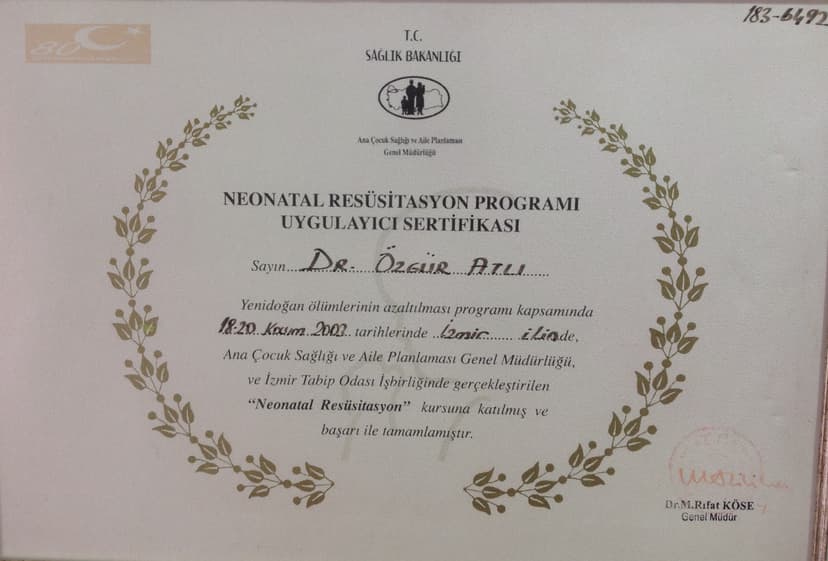 183-6492
80
T.C.
SAĞLIK BAKANLIĞI
Ana Çocuk Sağlığı ve Aile Planlaması
Genel Müdürlüğü
NEONATAL RESÜSİTASYON PROGRAMI
UYGULAYICI SERTİFİKASI
Sayın....DR. ÖZGÜR ATLI......
Yenidoğan ölümlerinin azaltılması programı kapsamında
18-20 Kasım 2003 tarihlerinde ..İzmir...... ilinde,
Ana Çocuk Sağlığı ve Aile Planlaması Genel Müdürlüğü,
ve İzmir Tabip Odası İşbirliğinde gerçekleştirilen
“Neonatal Resüsitasyon” kursuna katılmış ve
başarı ile tamamlamıştır.
Dr.M.Rıfat KÖSE
Genel Müdür